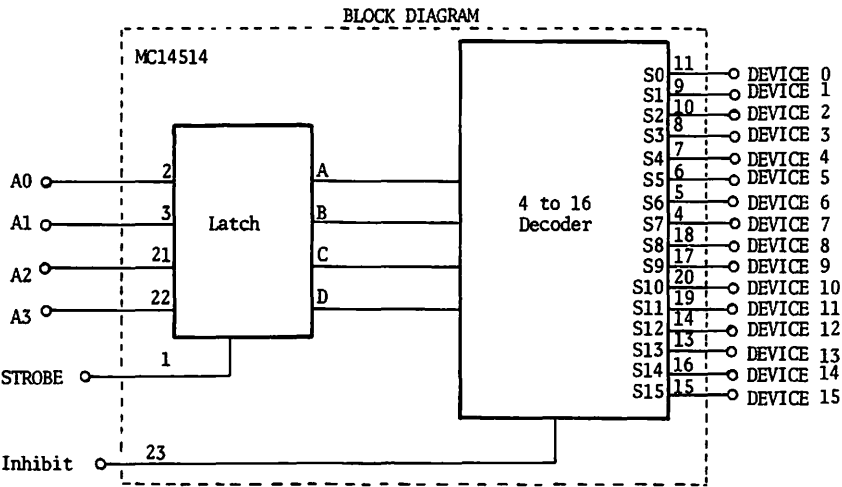 BLOCK DIAGRAM
MC14514
A0 2 A
A1 3 B
A2 21 C
A3 22 D
Latch
STROBE 1
Inhibit 23
4 to 16
Decoder
S0 11 DEVICE 0
S1 9 DEVICE 1
S2 10 DEVICE 2
S3 8 DEVICE 3
S4 7 DEVICE 4
S5 6 DEVICE 5
S6 5 DEVICE 6
S7 4 DEVICE 7
S8 18 DEVICE 8
S9 17 DEVICE 9
S10 20 DEVICE 10
S11 19 DEVICE 11
S12 14 DEVICE 12
S13 13 DEVICE 13
S14 16 DEVICE 14
S15 15 DEVICE 15